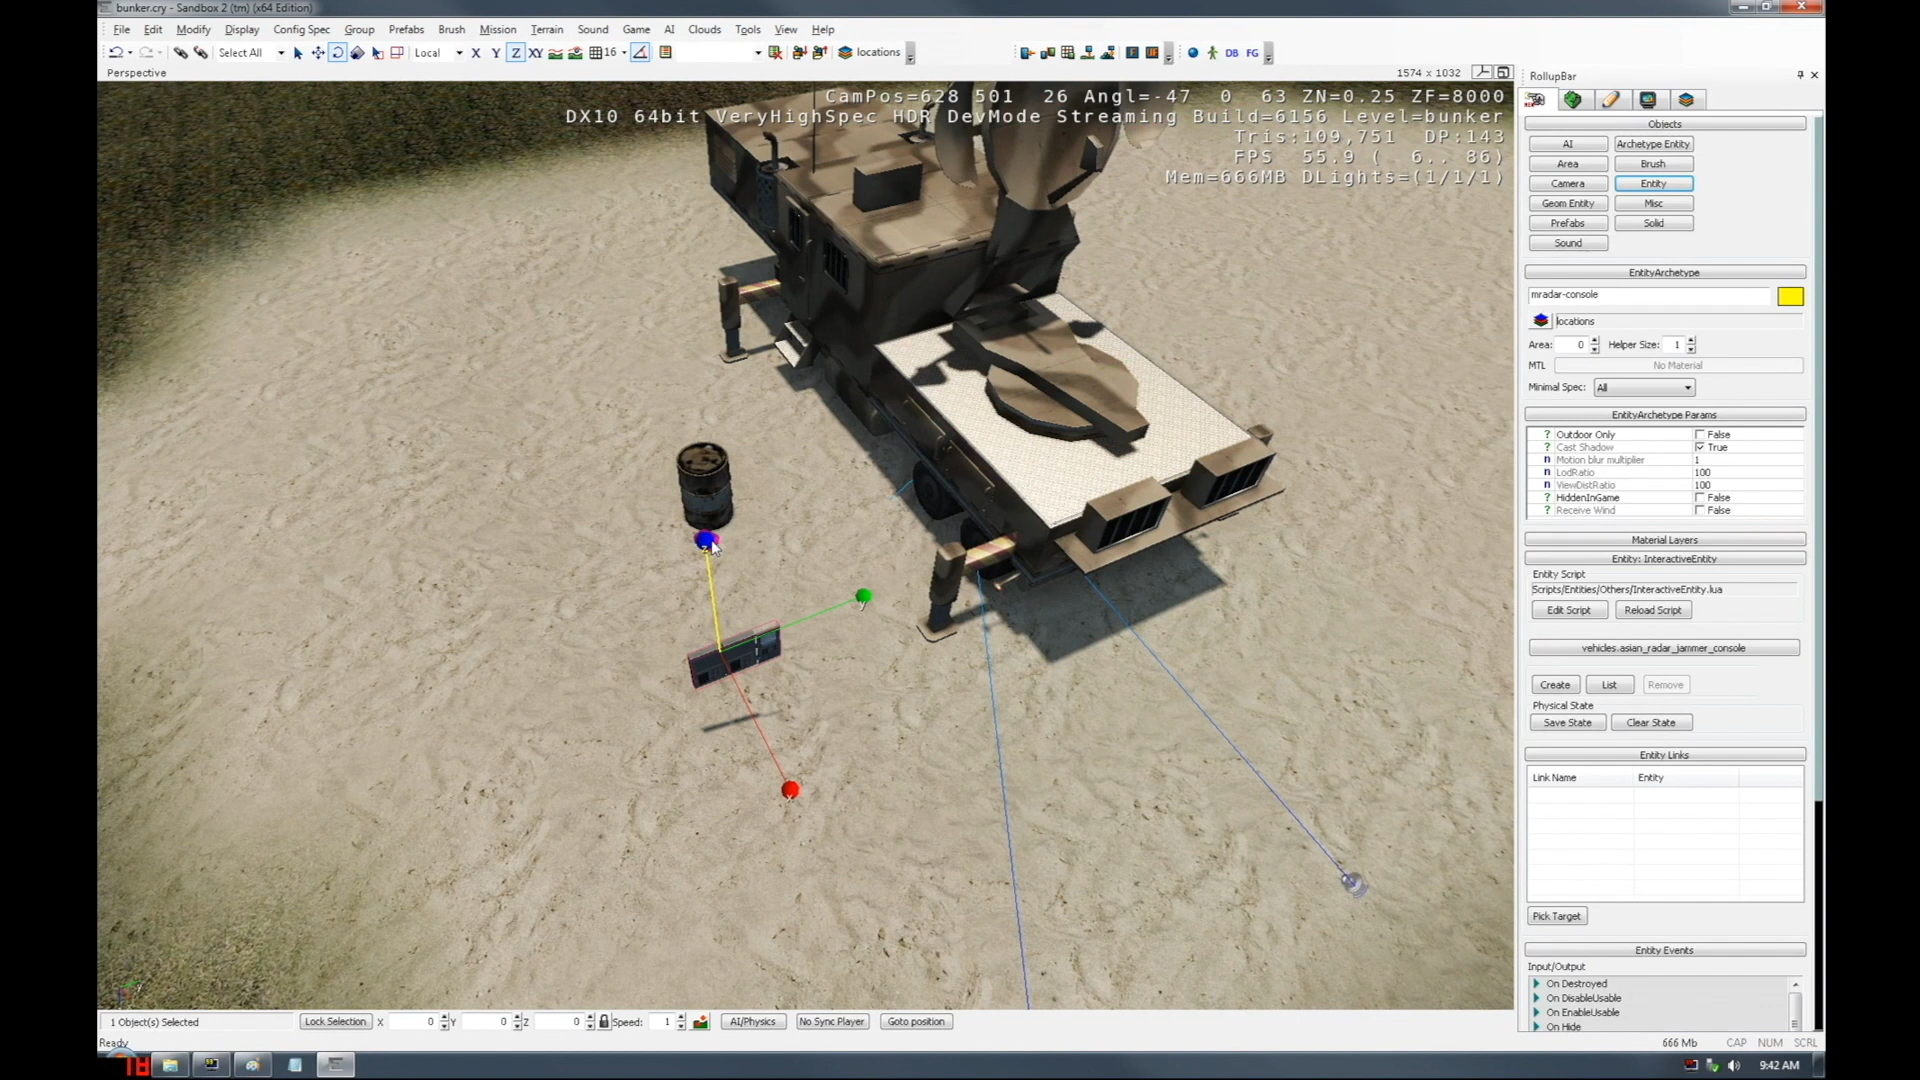 bunker.cry - Sandbox 2 (tm) (x64 Edition)
File Edit Modify Display Config Spec Group Prefabs Brush Mission Terrain Sound Game AI Clouds Tools View Help
Select All Local X Y Z XY 16 locations DB FG
Perspective 1574 x 1032
CamPos=628 501 26 Angl=-47 0 63 ZN=0.25 ZF=8000
DX10 64bit VeryHighSpec HDR DevMode Streaming Build=6156 Level=bunker
Tris:109,751 DP:143
FPS 55.9 ( 6.. 86)
Mem=666MB DLights=(1/1/1)
z
y
x
RollupBar
Objects
AI Archetype Entity
Area Brush
Camera Entity
Geom Entity Misc
Prefabs Solid
Sound
EntityArchetype
mradar-console
locations
Area: 0 Helper Size: 1
MTL No Material
Minimal Spec: All
EntityArchetype Params
? Outdoor Only False
? Cast Shadow True
n Motion blur multiplier 1
n LodRatio 100
n ViewDistRatio 100
? HiddenInGame False
? Receive Wind False
Material Layers
Entity: InteractiveEntity
Entity Script
Scripts/Entities/Others/InteractiveEntity.lua
Edit Script Reload Script
vehicles.asian_radar_jammer_console
Create List Remove
Physical State
Save State Clear State
Entity Links
Link Name Entity
Pick Target
Entity Events
Input/Output
On Destroyed
On DisableUsable
On EnableUsable
On Hide
1 Object(s) Selected Lock Selection X 0 Y 0 Z 0 Speed: 1 AI/Physics No Sync Player Goto position
Ready 666 Mb CAP NUM SCRL
9:42 AM